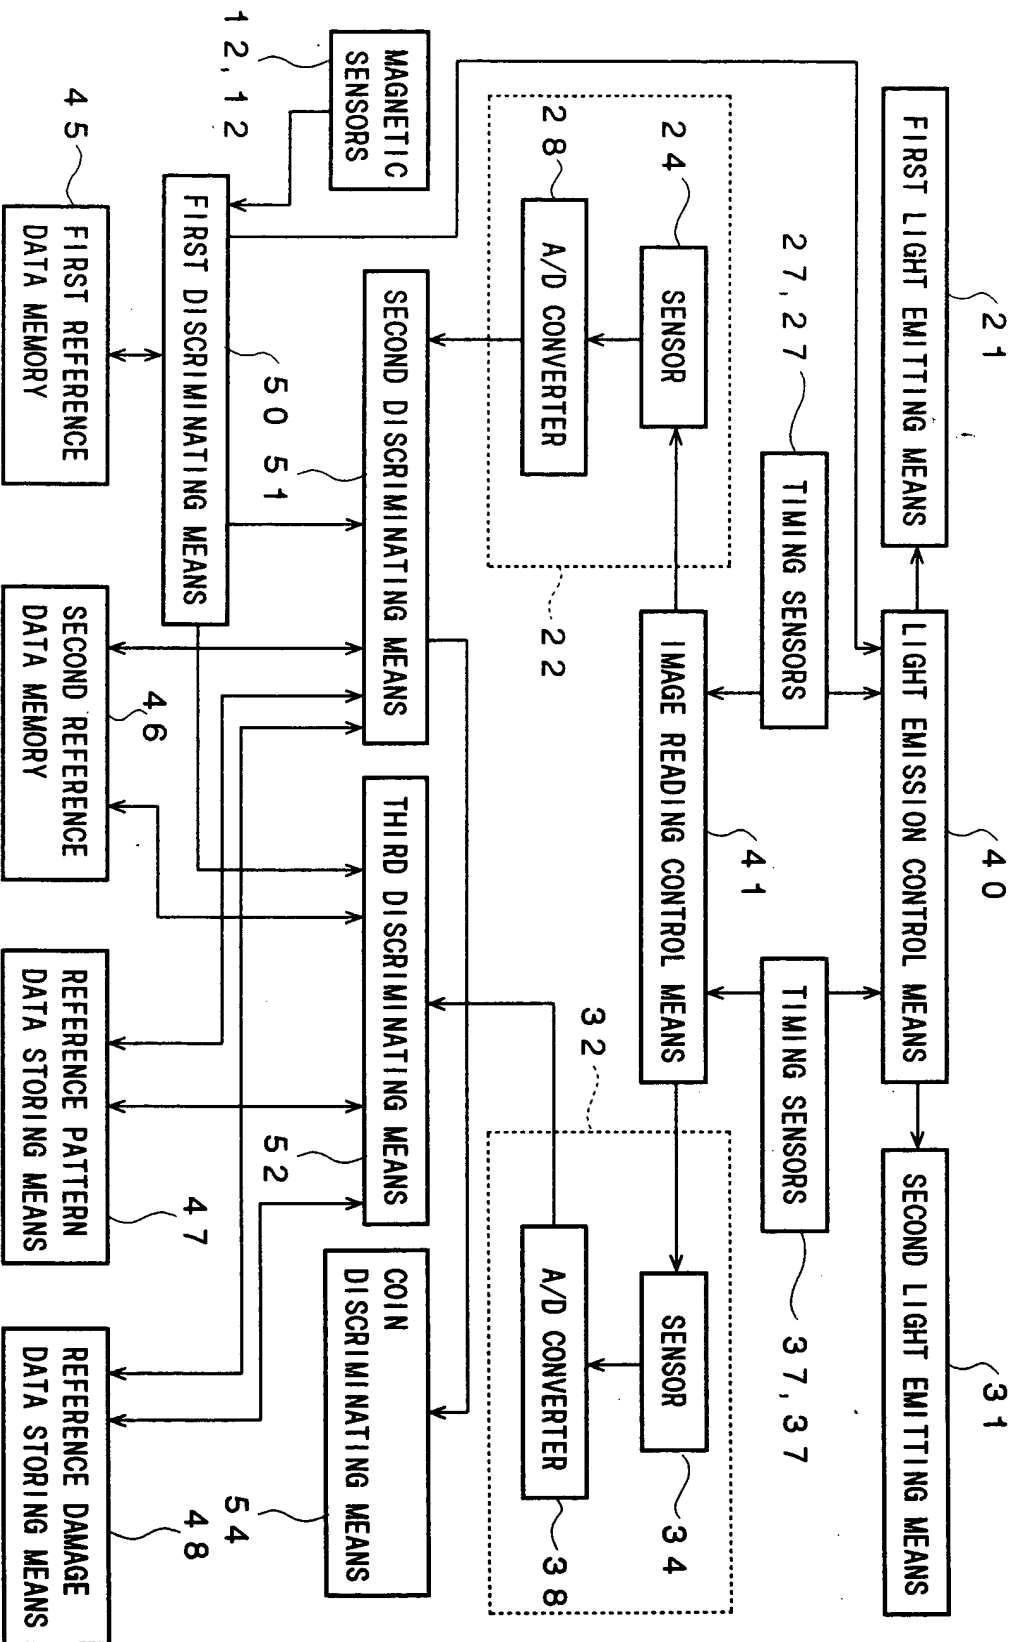 FIRST LIGHT EMITTING MEANS
21
LIGHT EMISSION CONTROL MEANS
40
SECOND LIGHT EMITTING MEANS
31
27, 27
TIMING SENSORS
TIMING SENSORS
37, 37
24
SENSOR
IMAGE READING CONTROL MEANS
41
SENSOR
34
28
A/D CONVERTER
22
32
A/D CONVERTER
38
MAGNETIC
SENSORS
12, 12
SECOND DISCRIMINATING MEANS
51
THIRD DISCRIMINATING MEANS
52
COIN
DISCRIMINATING MEANS
54
FIRST DISCRIMINATING MEANS
50
45
FIRST REFERENCE
DATA MEMORY
SECOND REFERENCE
DATA MEMORY
46
REFERENCE PATTERN
DATA STORING MEANS
47
REFERENCE DAMAGE
DATA STORING MEANS
48